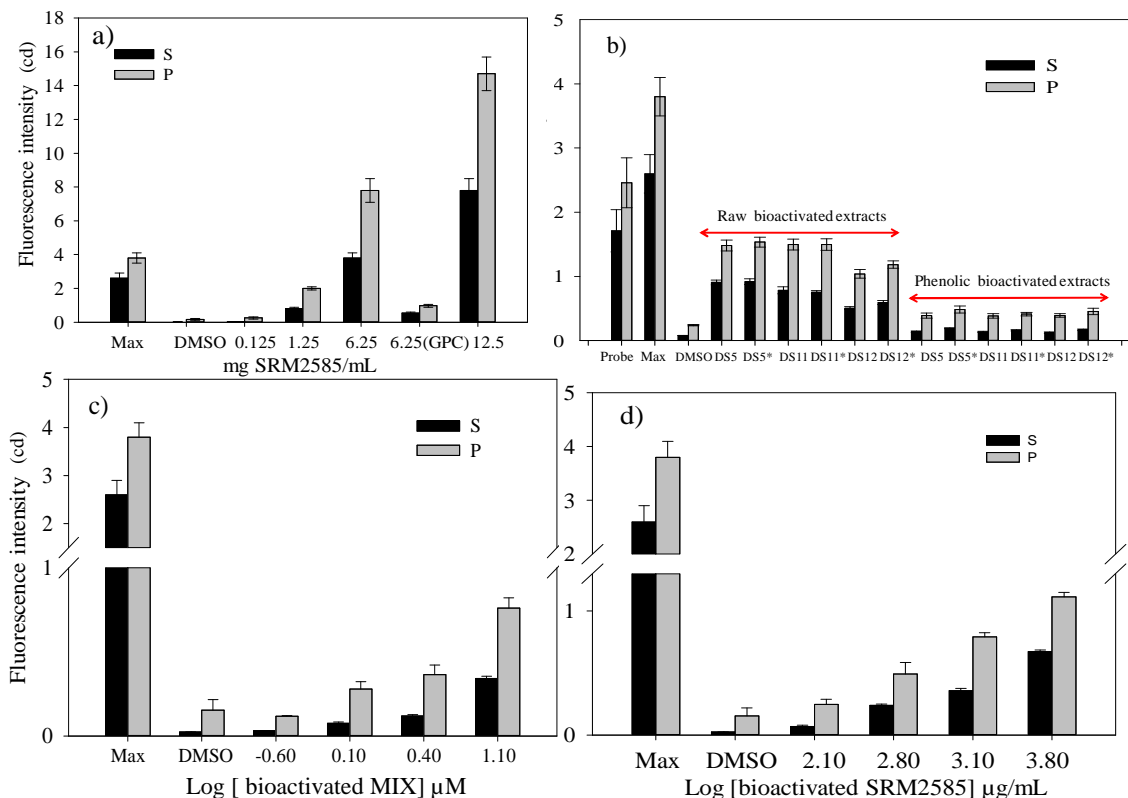 a)
S
P
Fluorescence intensity (cd)
18
16
14
12
10
8
6
4
2
0
Max DMSO 0.125 1.25 6.25 6.25(GPC) 12.5
mg SRM2585/mL
b)
S
P
5
4
3
2
1
0
Raw bioactivated extracts
Phenolic bioactivated extracts
Probe Max DMSO DS5 DS5* DS11 DS11* DS12 DS12* DS5 DS5* DS11 DS11* DS12 DS12*
c)
S
P
Fluorescence intensity (cd)
5
4
3
2
1
0
Max DMSO -0.60 0.10 0.40 1.10
Log [ bioactivated MIX] µM
d)
S
P
5
4
3
2
1
0
Max DMSO 2.10 2.80 3.10 3.80
Log [bioactivated SRM2585] µg/mL